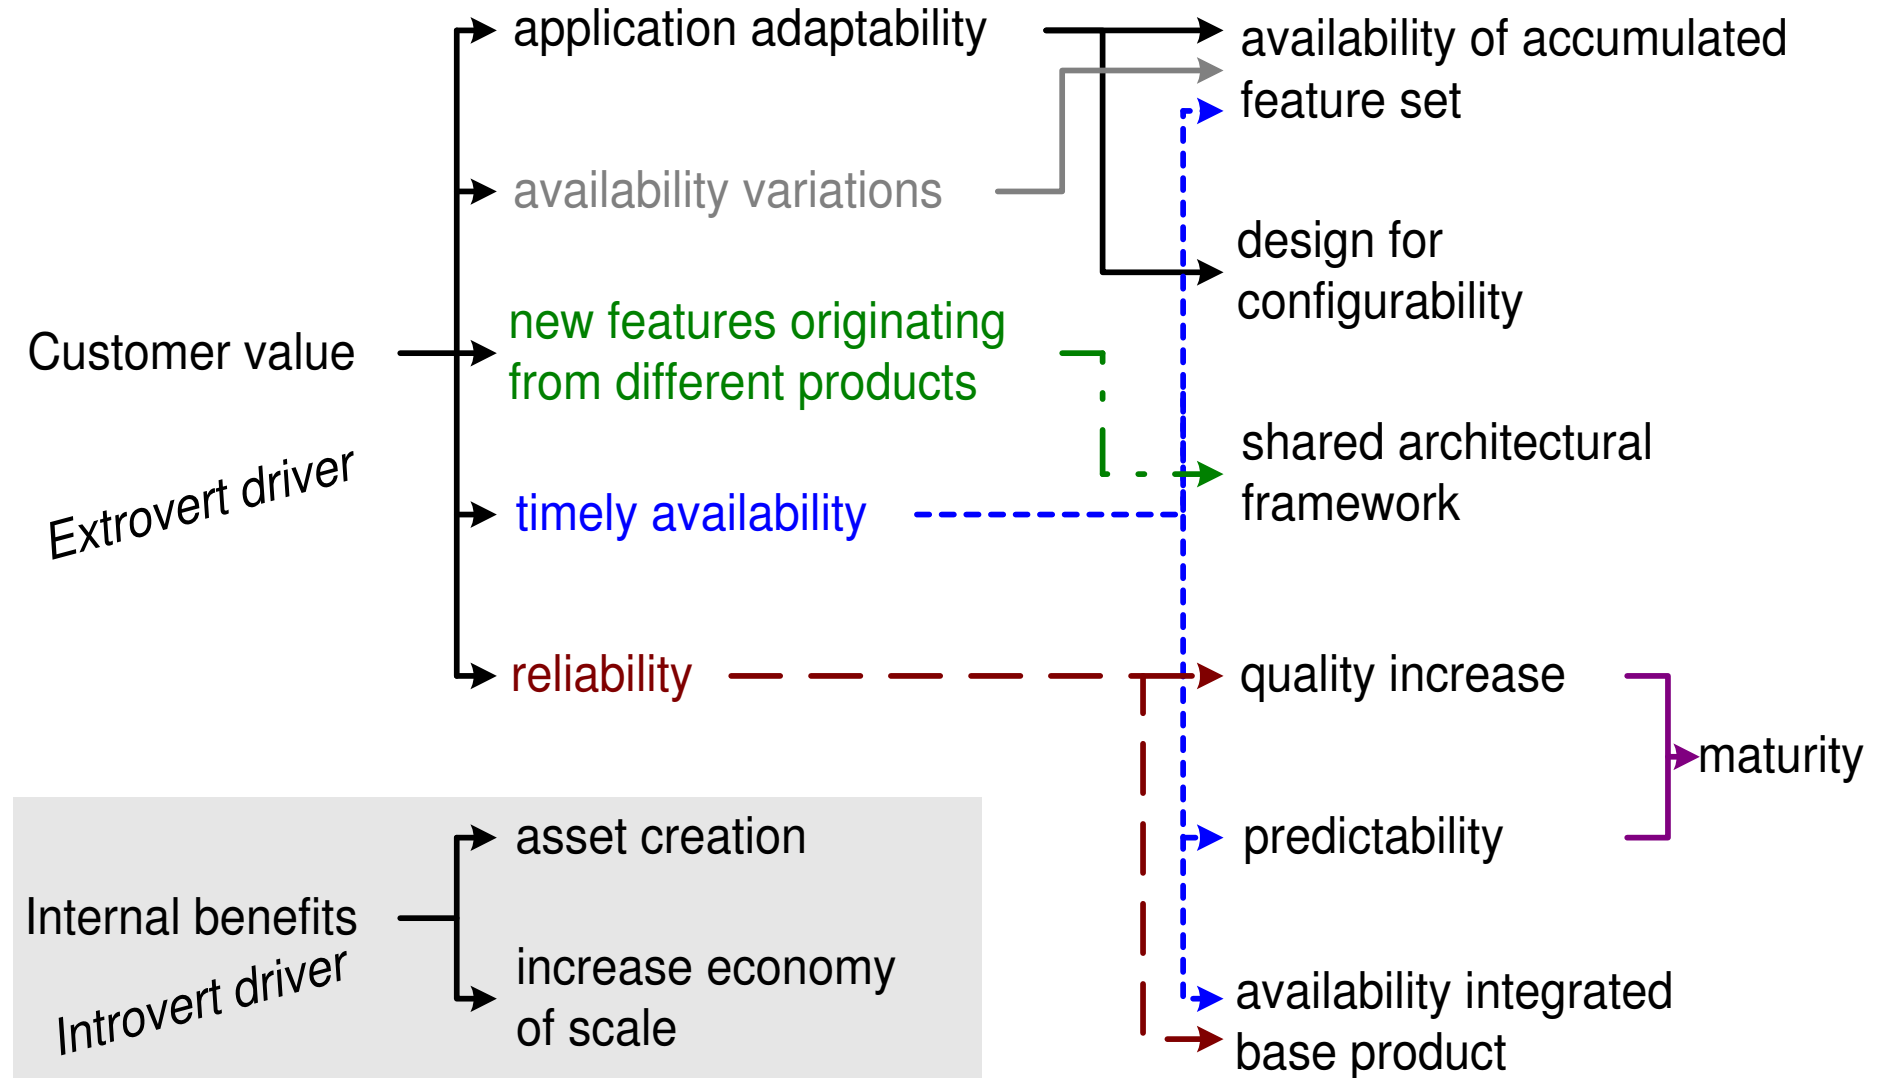 application adaptability
availability of accumulated
feature set
availability variations
design for
configurability
new features originating
from different products
Customer value
shared architectural
framework
Extrovert driver
timely availability
reliability
quality increase
maturity
asset creation
predictability
Internal benefits
Introvert driver
increase economy
of scale
availability integrated
base product